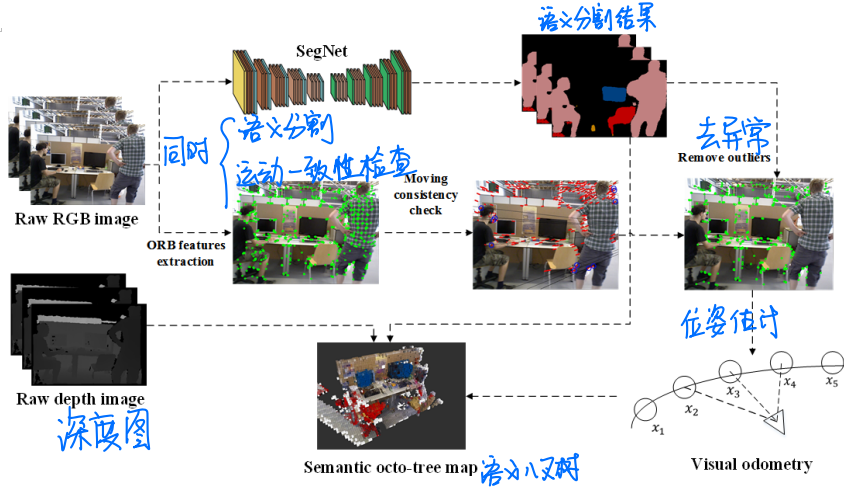 语义分割结果
SegNet
同时
语义分割
运动一致性检查
去异常
Remove outliers
Raw RGB image
ORB features
extraction
Moving
consistency
check
位姿估计
Raw depth image
深度图
Semantic octo-tree map
语义八叉树
x1
x2
x3
x4
x5
Visual odometry